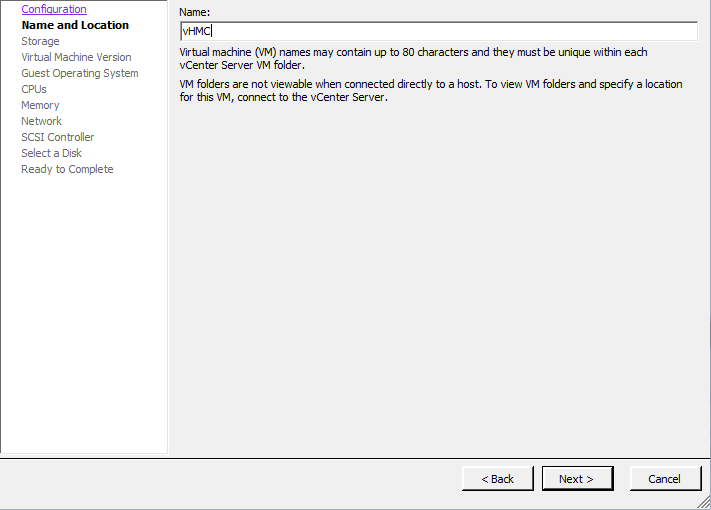 Configuration
Name and Location
Storage
Virtual Machine Version
Guest Operating System
CPUs
Memory
Network
SCSI Controller
Select a Disk
Ready to Complete
Name:
vHMC
Virtual machine (VM) names may contain up to 80 characters and they must be unique within each
vCenter Server VM folder.
VM folders are not viewable when connected directly to a host. To view VM folders and specify a location
for this VM, connect to the vCenter Server.
< Back
Next >
Cancel